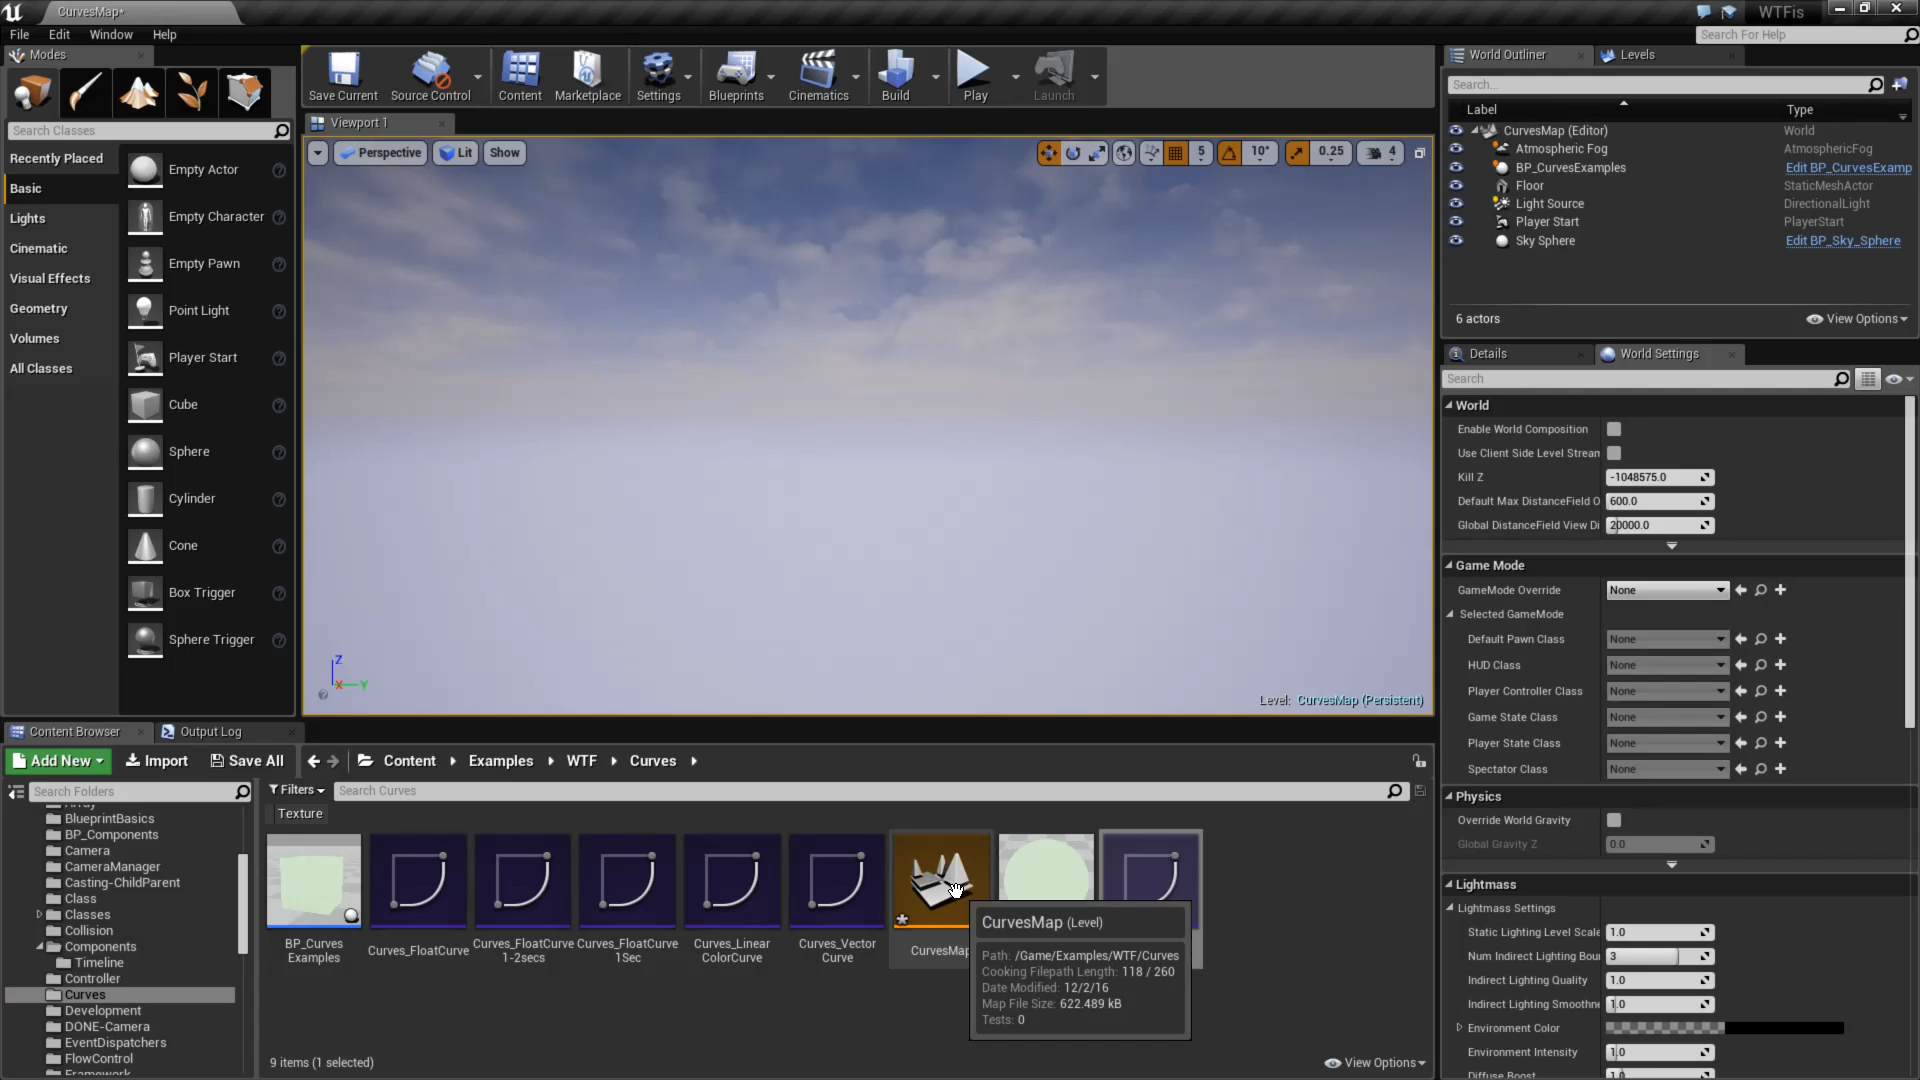 CurvesMap*
WTFis
File Edit Window Help
Search For Help
Modes
Search Classes
Recently Placed
Basic
Lights
Cinematic
Visual Effects
Geometry
Volumes
All Classes
Empty Actor
Empty Character
Empty Pawn
Point Light
Player Start
Cube
Sphere
Cylinder
Cone
Box Trigger
Sphere Trigger
Save Current Source Control Content Marketplace Settings Blueprints Cinematics Build Play Launch
Viewport 1
Perspective Lit Show
5 10° 0.25 4
Z
X Y
Level: CurvesMap (Persistent)
World Outliner Levels
Search...
Label Type
CurvesMap (Editor) World
Atmospheric Fog AtmosphericFog
BP_CurvesExamples Edit BP_CurvesExamp
Floor StaticMeshActor
Light Source DirectionalLight
Player Start PlayerStart
Sky Sphere Edit BP_Sky_Sphere
6 actors View Options
Details World Settings
Search
World
Enable World Composition
Use Client Side Level Stream
Kill Z -1048575.0
Default Max DistanceField O 600.0
Global DistanceField View Di 20000.0
Game Mode
GameMode Override None
Selected GameMode
Default Pawn Class None
HUD Class None
Player Controller Class None
Game State Class None
Player State Class None
Spectator Class None
Physics
Override World Gravity
Global Gravity Z 0.0
Lightmass
Lightmass Settings
Static Lighting Level Scale 1.0
Num Indirect Lighting Bou 3
Indirect Lighting Quality 1.0
Indirect Lighting Smoothne 1.0
Environment Color
Environment Intensity 1.0
Diffuse Boost 1.0
Content Browser Output Log
Add New Import Save All Content Examples WTF Curves
Search Folders
Array
BlueprintBasics
BP_Components
Camera
CameraManager
Casting-ChildParent
Class
Classes
Collision
Components
Timeline
Controller
Curves
Development
DONE-Camera
EventDispatchers
FlowControl
Framework
Filters Search Curves
Texture
BP_Curves
Examples
Curves_FloatCurve
Curves_FloatCurve
1-2secs
Curves_FloatCurve
1Sec
Curves_Linear
ColorCurve
Curves_Vector
Curve
CurvesMap
CurvesMap (Level)
Path: /Game/Examples/WTF/Curves
Cooking Filepath Length: 118 / 260
Date Modified: 12/2/16
Map File Size: 622.489 kB
Tests: 0
9 items (1 selected) View Options